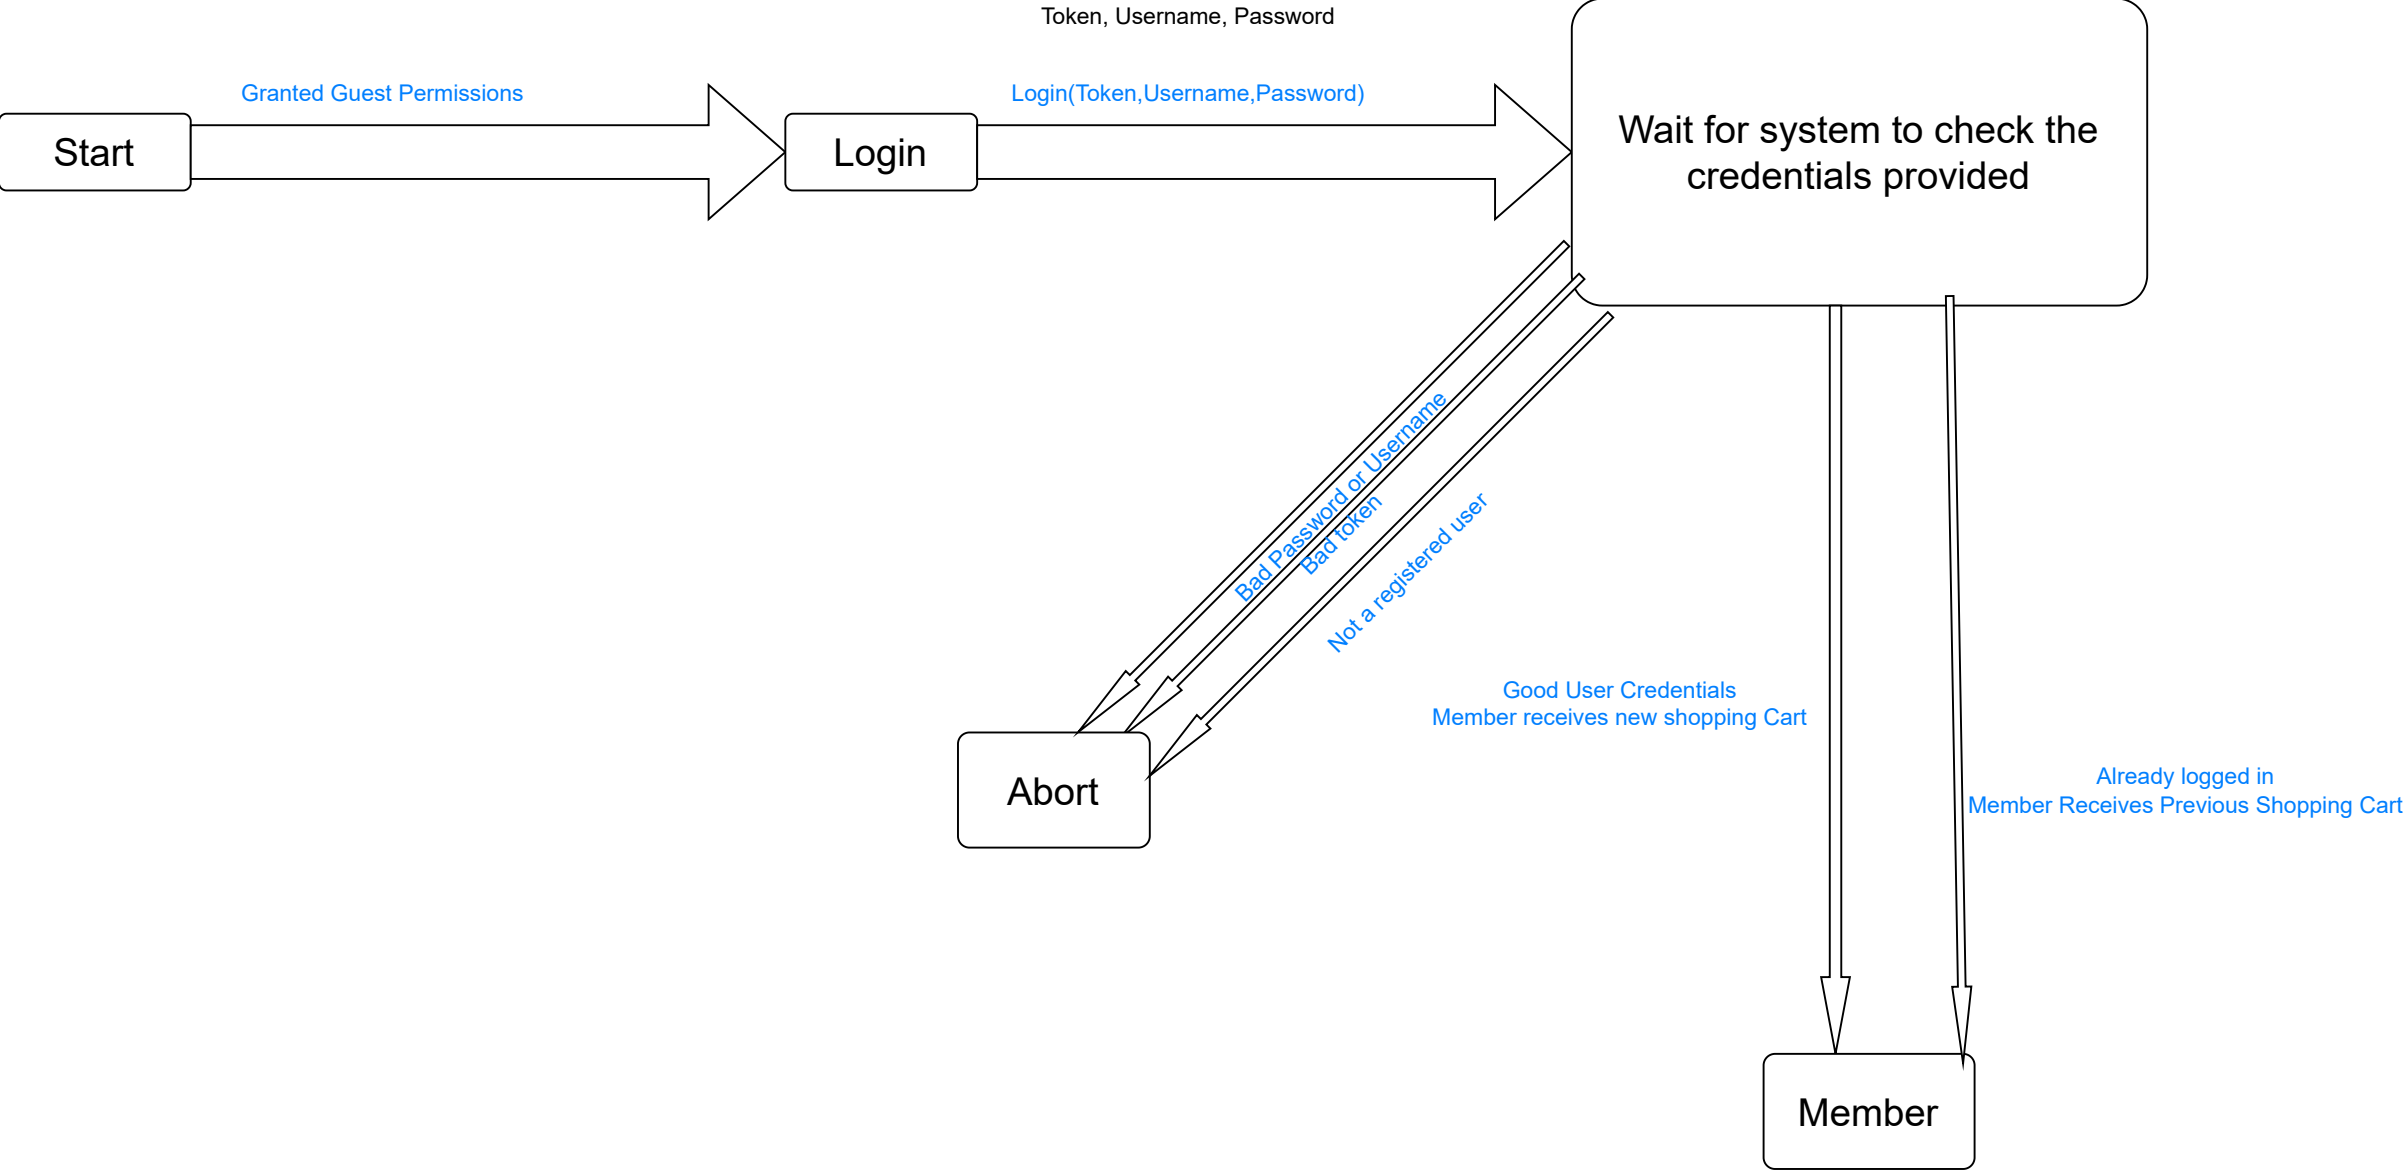 Token, Username, Password
Granted Guest Permissions
Login(Token,Username,Password)
Start
Login
Wait for system to check the
credentials provided
Bad Password or Username
Bad token
Not a registered user
Good User Credentials
Member receives new shopping Cart
Already logged in
Member Receives Previous Shopping Cart
Abort
Member